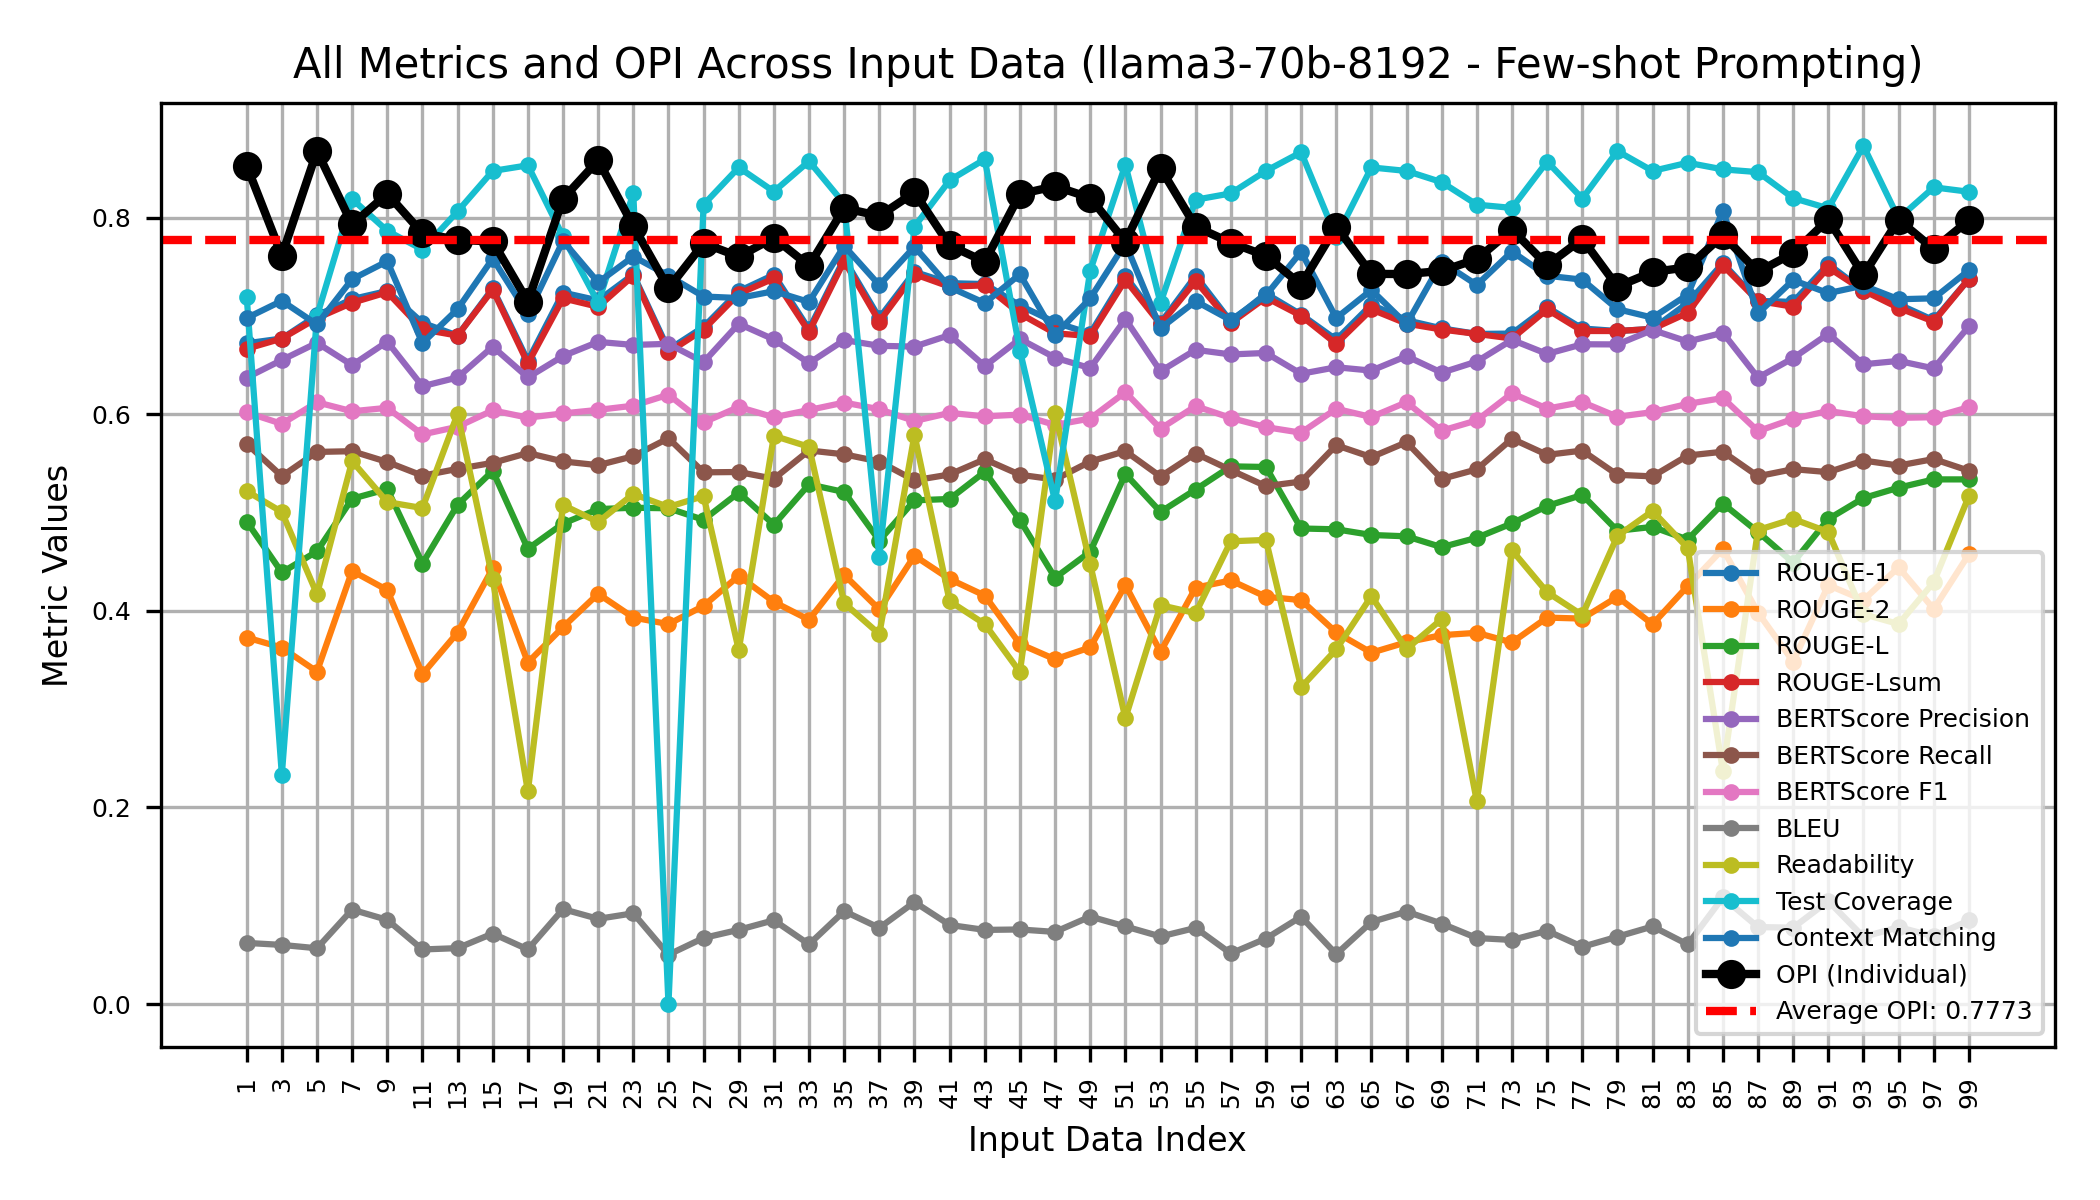 All Metrics and OPI Across Input Data (llama3-70b-8192 - Few-shot Prompting)
Metric Values
0.8
0.6
0.4
0.2
0.0
ROUGE-1
ROUGE-2
ROUGE-L
ROUGE-Lsum
BERTScore Precision
BERTScore Recall
BERTScore F1
BLEU
Readability
Test Coverage
Context Matching
OPI (Individual)
Average OPI: 0.7773
1 3 5 7 9 11 13 15 17 19 21 23 25 27 29 31 33 35 37 39 41 43 45 47 49 51 53 55 57 59 61 63 65 67 69 71 73 75 77 79 81 83 85 87 89 91 93 95 97 99
Input Data Index